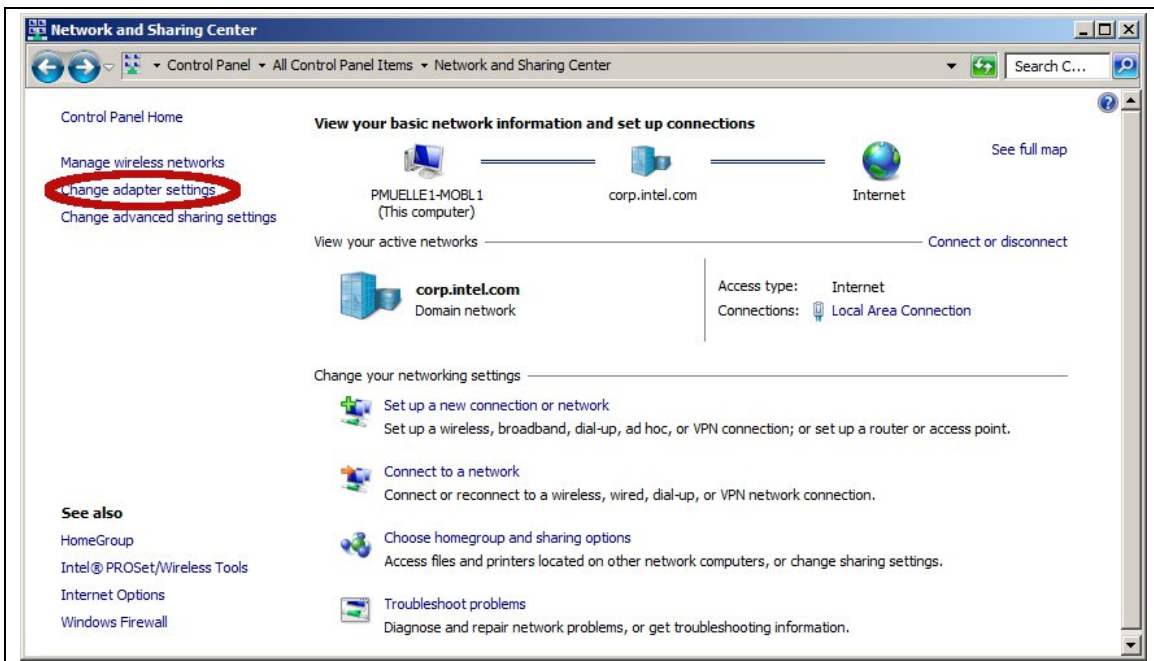 Network and Sharing Center
Control Panel All Control Panel Items Network and Sharing Center Search C...
Control Panel Home
Manage wireless networks
Change adapter settings
Change advanced sharing settings
View your basic network information and set up connections
See full map
PMUELLE1-MOBL1
(This computer)
corp.intel.com
Internet
View your active networks Connect or disconnect
corp.intel.com
Domain network
Access type: Internet
Connections: Local Area Connection
Change your networking settings
Set up a new connection or network
Set up a wireless, broadband, dial-up, ad hoc, or VPN connection; or set up a router or access point.
Connect to a network
Connect or reconnect to a wireless, wired, dial-up, or VPN network connection.
Choose homegroup and sharing options
Access files and printers located on other network computers, or change sharing settings.
Troubleshoot problems
Diagnose and repair network problems, or get troubleshooting information.
See also
HomeGroup
Intel® PROSet/Wireless Tools
Internet Options
Windows Firewall